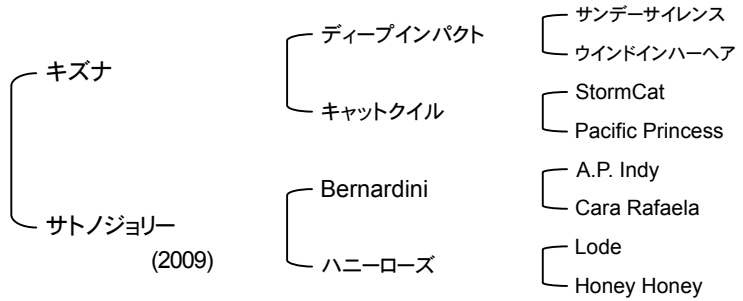 キズナ
サトノジョリー
(2009)
ディープインパクト
キャットクイル
Bernardini
ハニーローズ
サンデーサイレンス
ウインドインハーヘア
StormCat
Pacific Princess
A.P. Indy
Cara Rafaela
Lode
Honey Honey